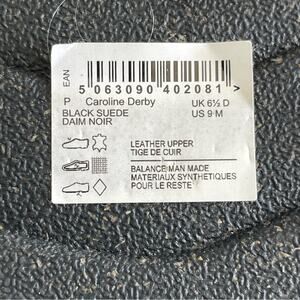 EAN
5 063090 402081 >
P Caroline Derby UK 6½ D
BLACK SUEDE US 9 M
DAIM NOIR
LEATHER UPPER
TIGE DE CUIR
BALANCE MAN MADE
MATERIAUX SYNTHETIQUES
POUR LE RESTE